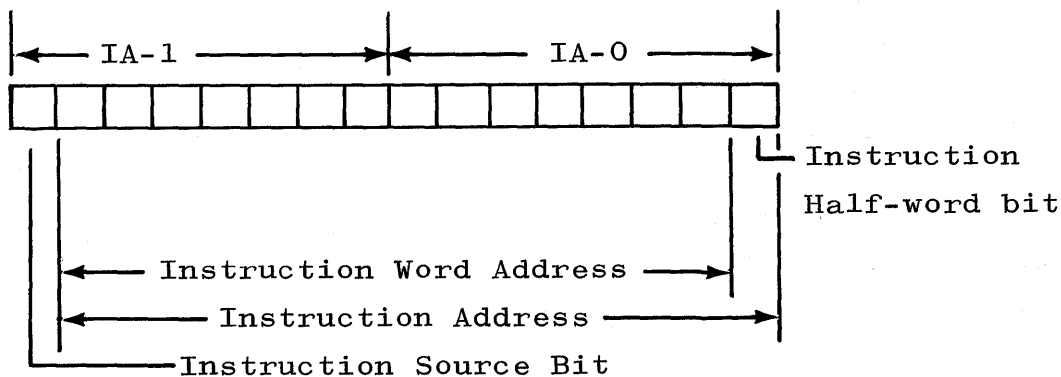 IA-1 IA-0
Instruction
Half-word bit
Instruction Word Address
Instruction Address
Instruction Source Bit